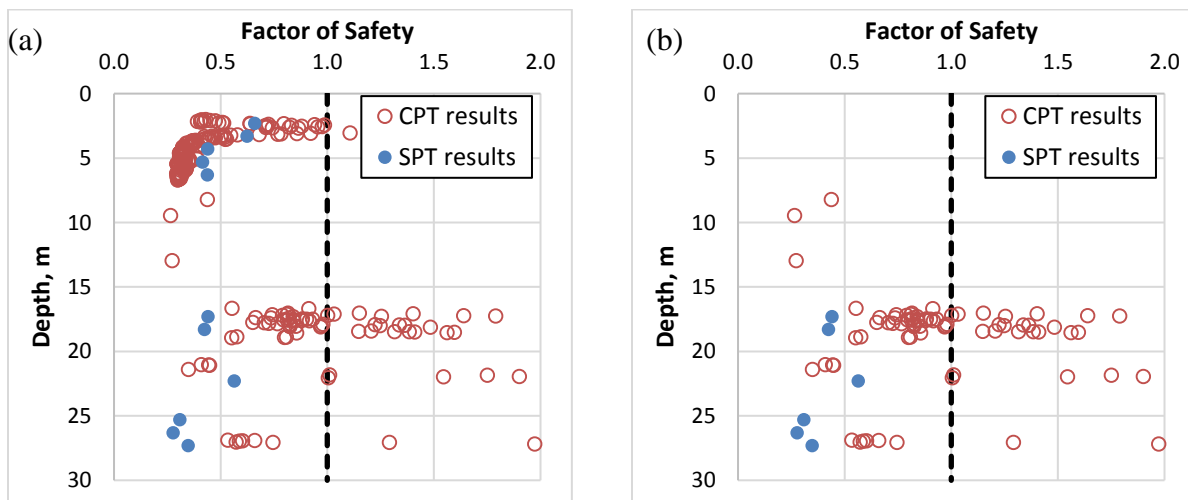 (a)
Factor of Safety
0.0 0.5 1.0 1.5 2.0
0
5
10
15
20
25
30
Depth, m
CPT results
SPT results
(b)
Factor of Safety
0.0 0.5 1.0 1.5 2.0
0
5
10
15
20
25
30
Depth, m
CPT results
SPT results